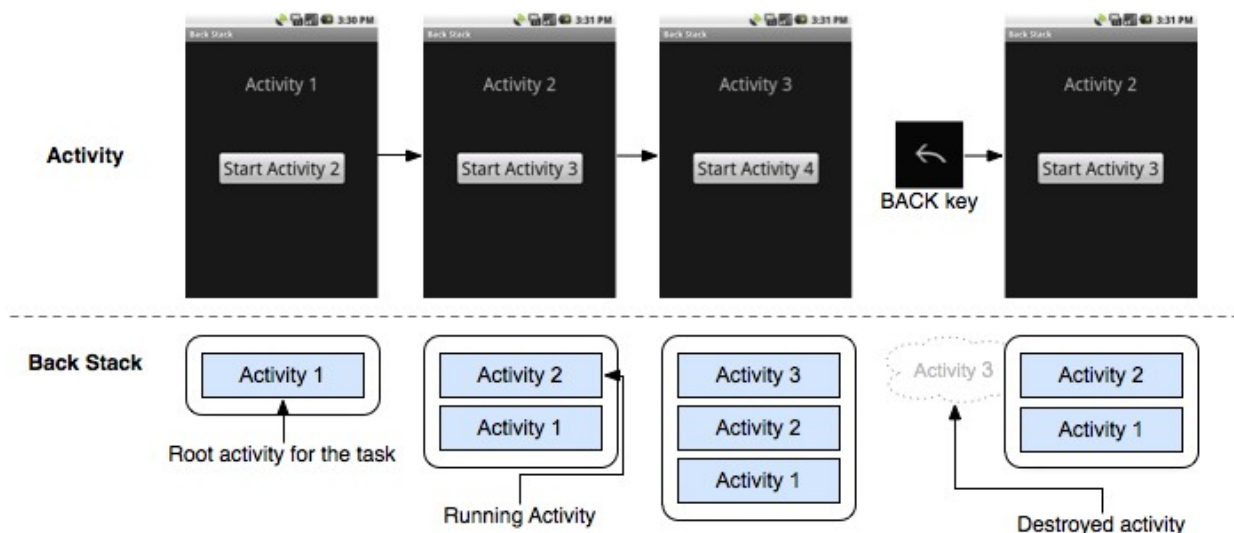 3:30 PM
Back Stack
Activity 1
Start Activity 2
3:31 PM
Back Stack
Activity 2
Start Activity 3
3:31 PM
Back Stack
Activity 3
Start Activity 4
3:31 PM
Back Stack
Activity 2
Start Activity 3
Activity
BACK key
Back Stack
Activity 1
Root activity for the task
Activity 2
Activity 1
Running Activity
Activity 3
Activity 2
Activity 1
Activity 3
Activity 2
Activity 1
Destroyed activity